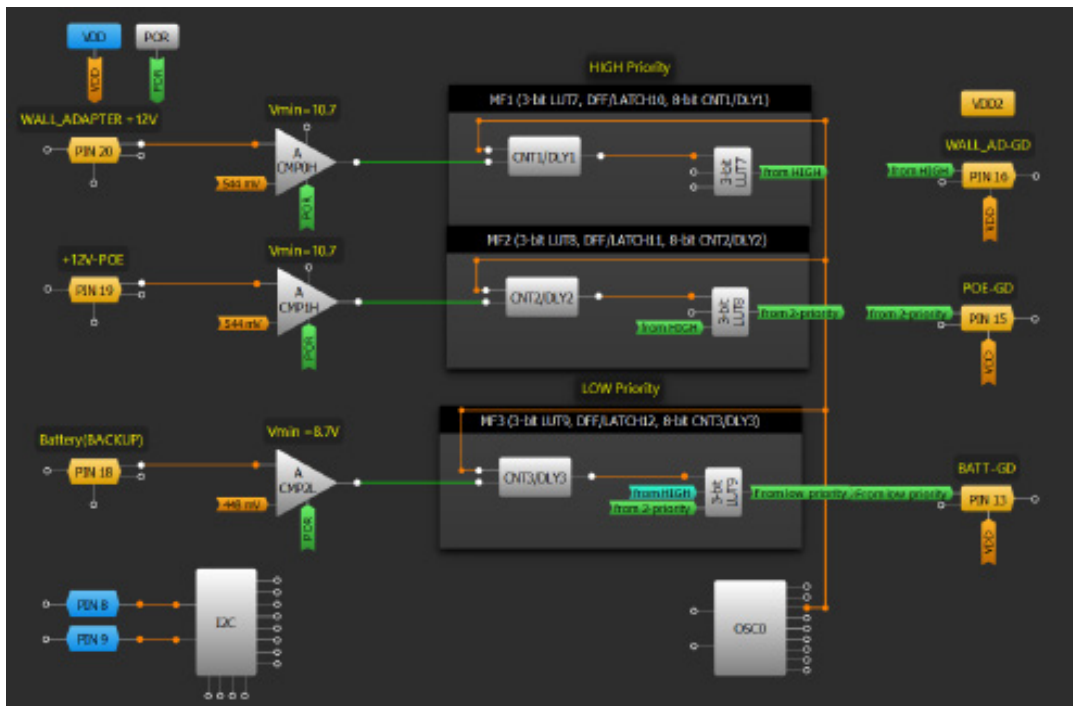 VDD
POR
VDD
POR
HIGH Priority
Vmin=10.7
MF1 (3-bit LUT7, DFF/LATCH10, 8-bit CNT1/DLY1)
VDD2
WALL_ADAPTER +12V
WALL_AD-GD
PIN 20
A
CMP0H
CNT1/DLY1
3-bit
LUT7
from HIGH
from HIGH
PIN 16
544 mV
POR
VDD
MF2 (3-bit LUT8, DFF/LATCH11, 8-bit CNT2/DLY2)
Vmin=10.7
+12V-POE
POE-GD
PIN 19
A
CMP1H
CNT2/DLY2
3-bit
LUT8
from HIGH
from 2-priority
from 2-priority
PIN 15
544 mV
POR
VDD
LOW Priority
MF3 (3-bit LUT9, DFF/LATCH12, 8-bit CNT3/DLY3)
Vmin =8.7V
Battery(BACKUP)
BATT-GD
PIN 18
A
CMP2L
CNT3/DLY3
from HIGH
from 2-priority
3-bit
LUT9
From low priority
From low priority
PIN 13
448 mV
POR
VDD
PIN 8
PIN 9
I2C
OSC0